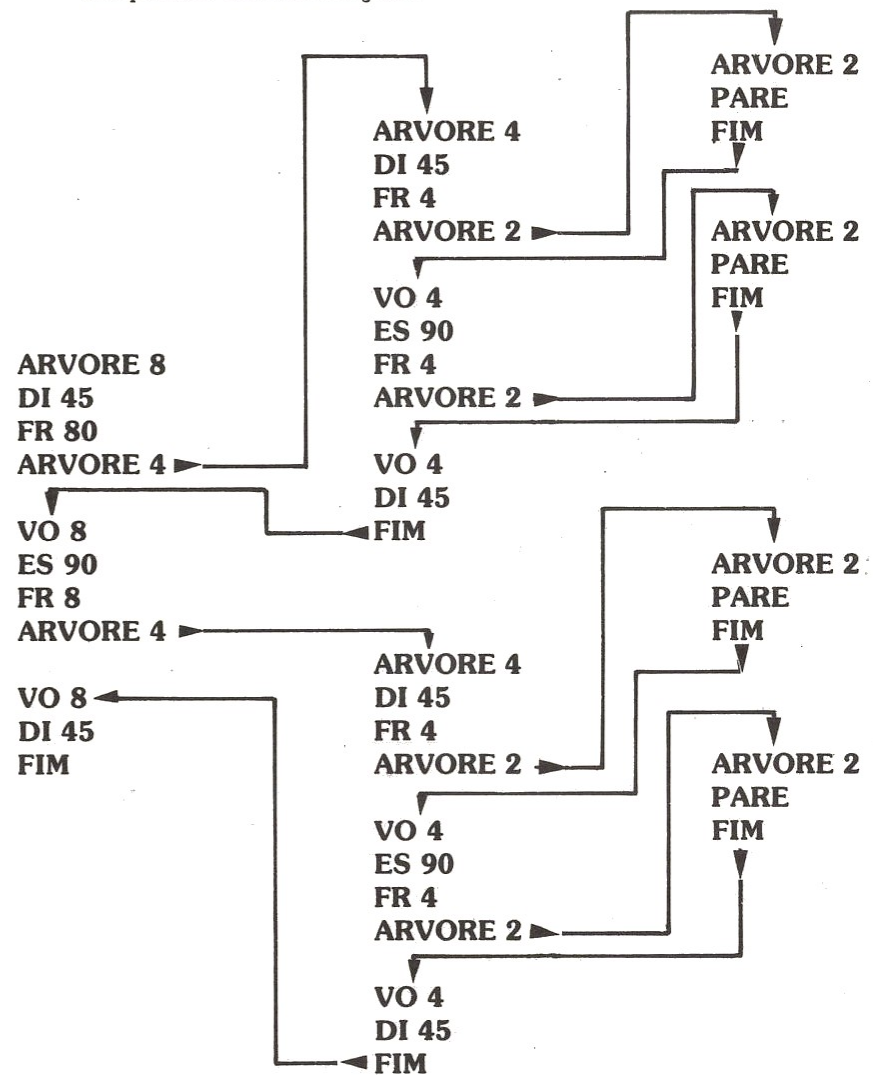 ARVORE 8
DI 45
FR 80
ARVORE 4
VO 8
ES 90
FR 8
ARVORE 4
VO 8
DI 45
FIM
ARVORE 4
DI 45
FR 4
ARVORE 2
VO 4
ES 90
FR 4
ARVORE 2
VO 4
DI 45
FIM
ARVORE 4
DI 45
FR 4
ARVORE 2
VO 4
ES 90
FR 4
ARVORE 2
VO 4
DI 45
FIM
ARVORE 2
PARE
FIM
ARVORE 2
PARE
FIM
ARVORE 2
PARE
FIM
ARVORE 2
PARE
FIM